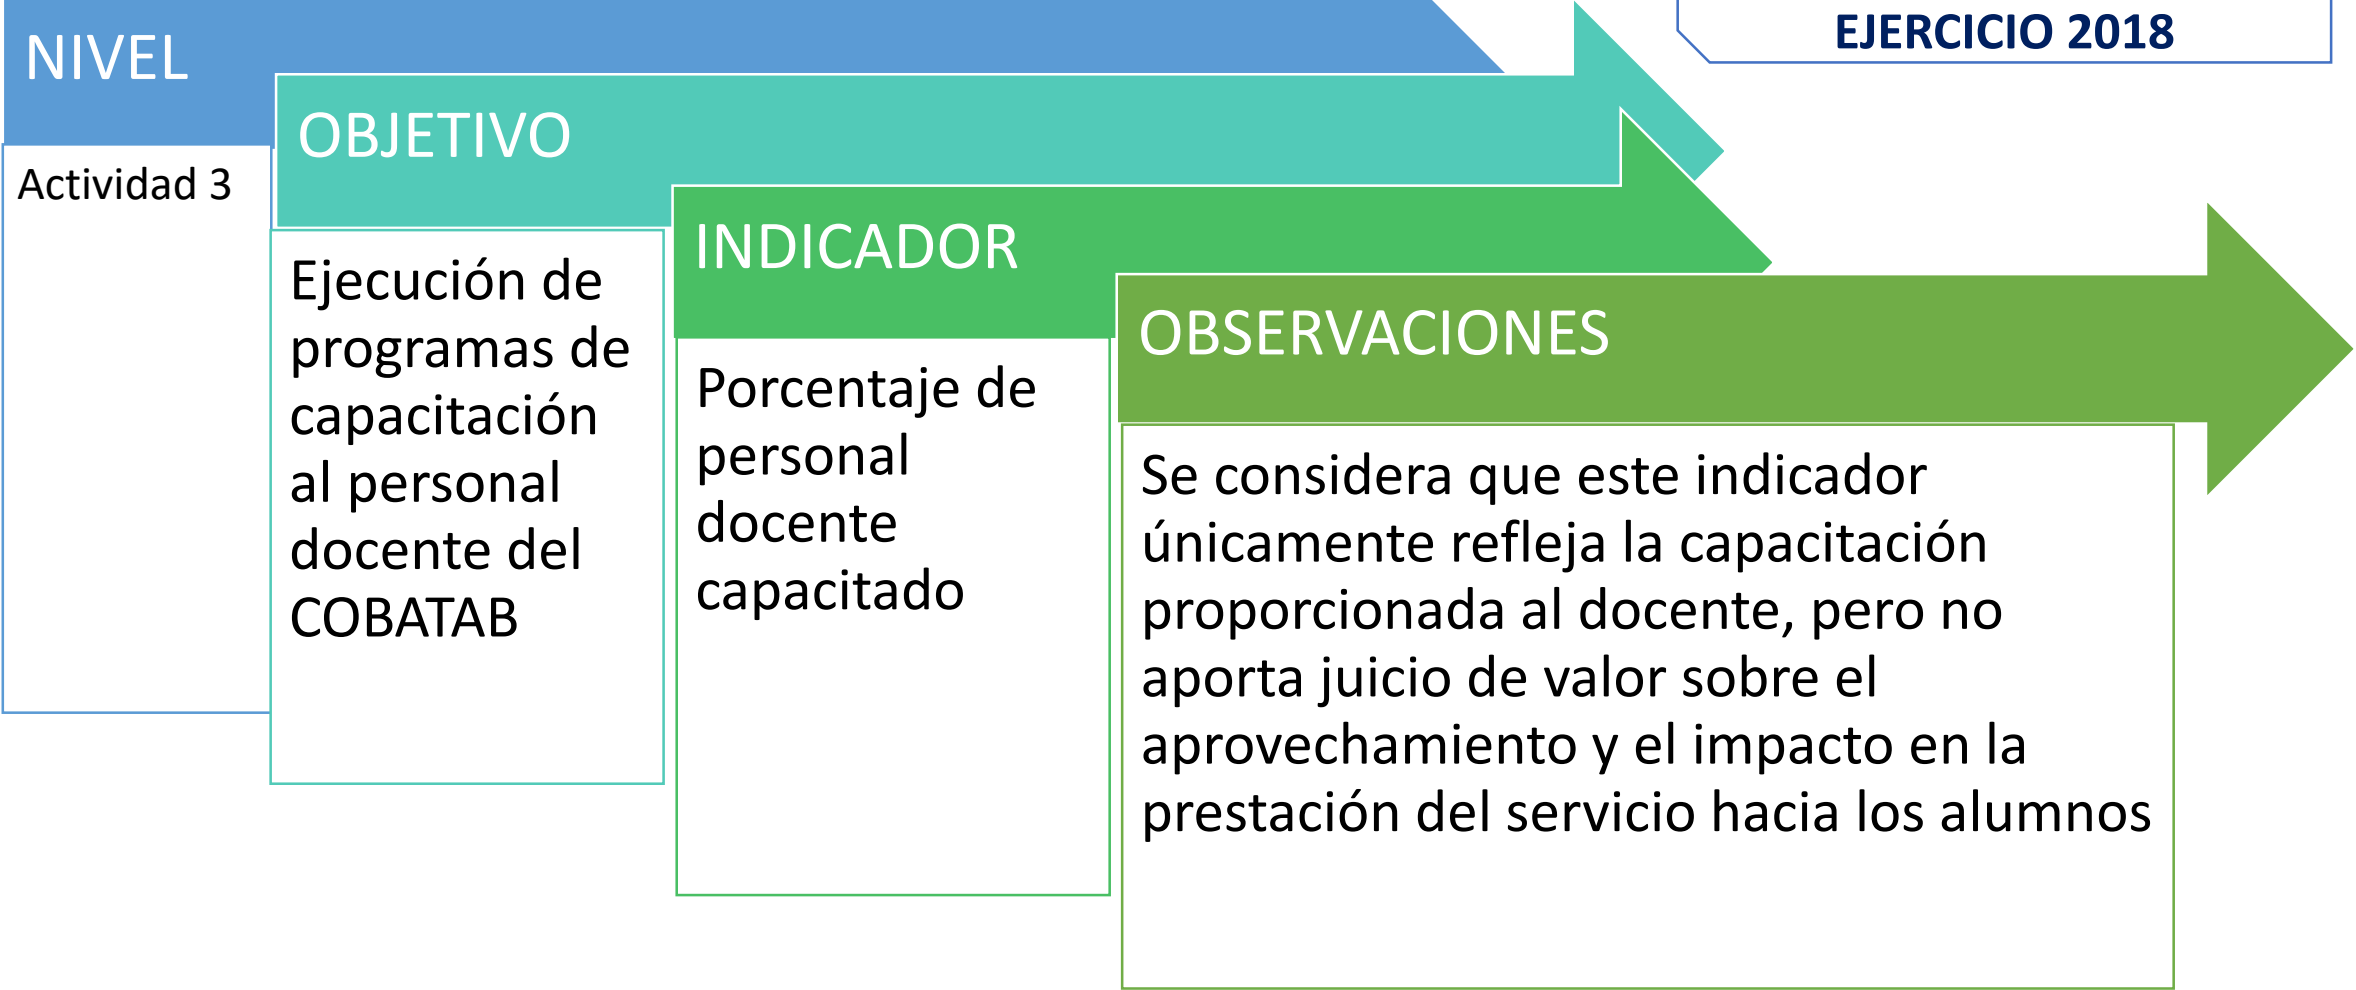 EJERCICIO 2018
NIVEL
Actividad 3
OBJETIVO
Ejecución de
programas de
capacitación
al personal
docente del
COBATAB
INDICADOR
Porcentaje de
personal
docente
capacitado
OBSERVACIONES
Se considera que este indicador
únicamente refleja la capacitación
proporcionada al docente, pero no
aporta juicio de valor sobre el
aprovechamiento y el impacto en la
prestación del servicio hacia los alumnos